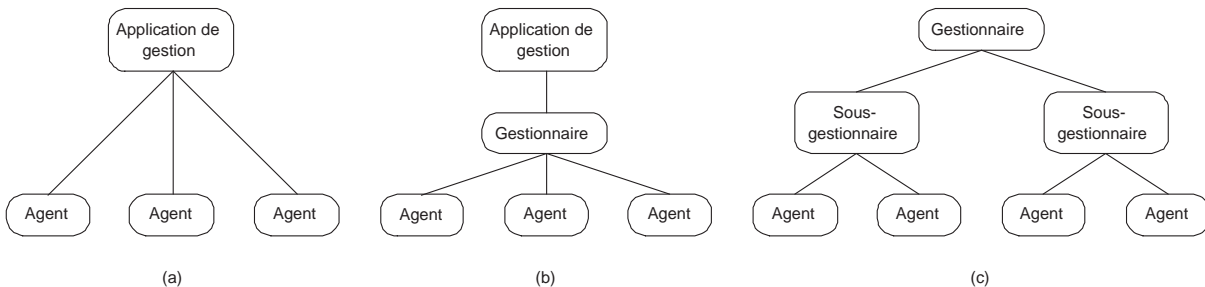 Application de
gestion
Agent
Agent
Agent
(a)
Application de
gestion
Gestionnaire
Agent
Agent
Agent
(b)
Gestionnaire
Sous-
gestionnaire
Sous-
gestionnaire
Agent
Agent
Agent
Agent
(c)